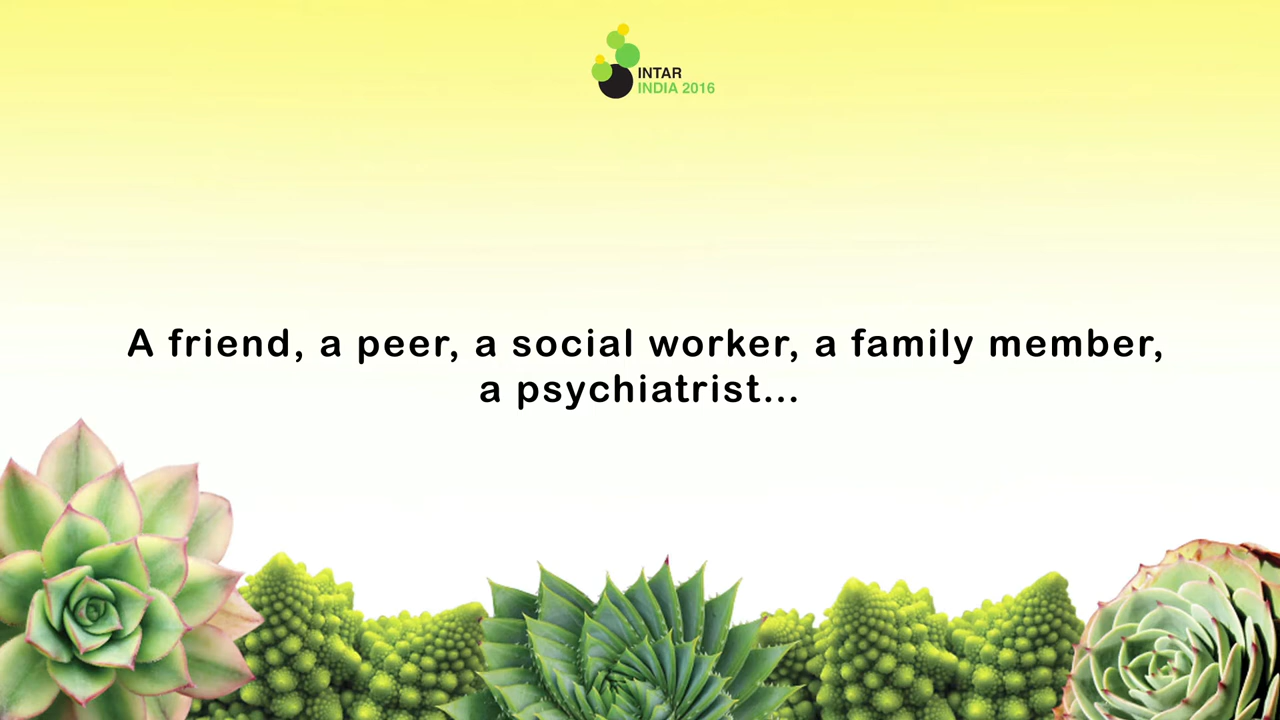 INTAR
INDIA 2016
A friend, a peer, a social worker, a family member,
a psychiatrist...